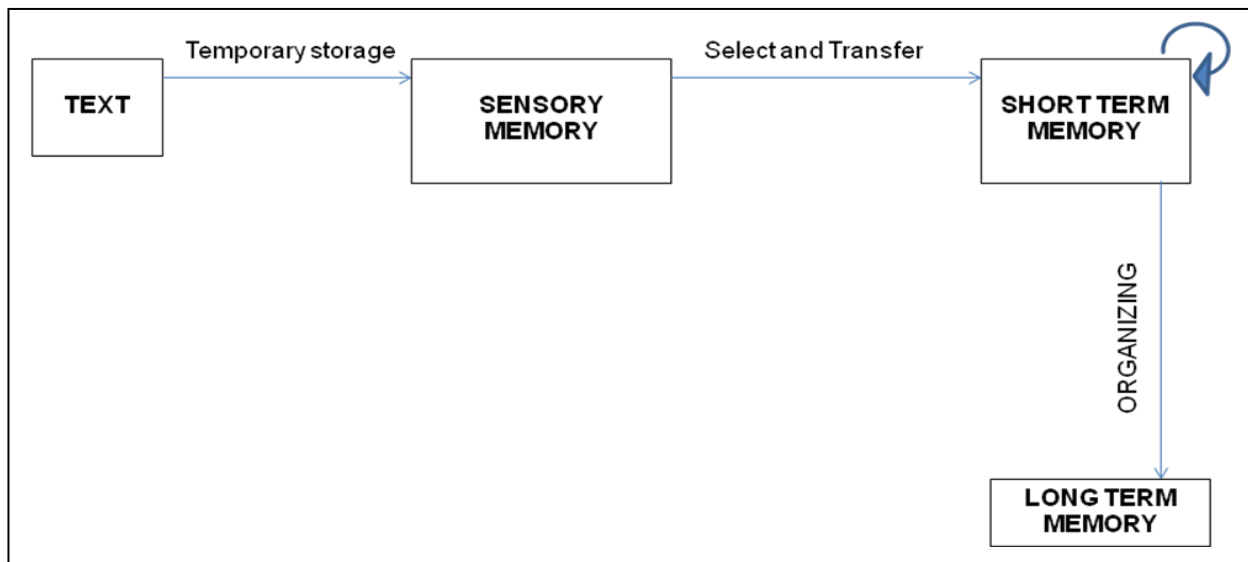 Temporary storage
Select and Transfer
TEXT
SENSORY
MEMORY
SHORT TERM
MEMORY
ORGANIZING
LONG TERM
MEMORY